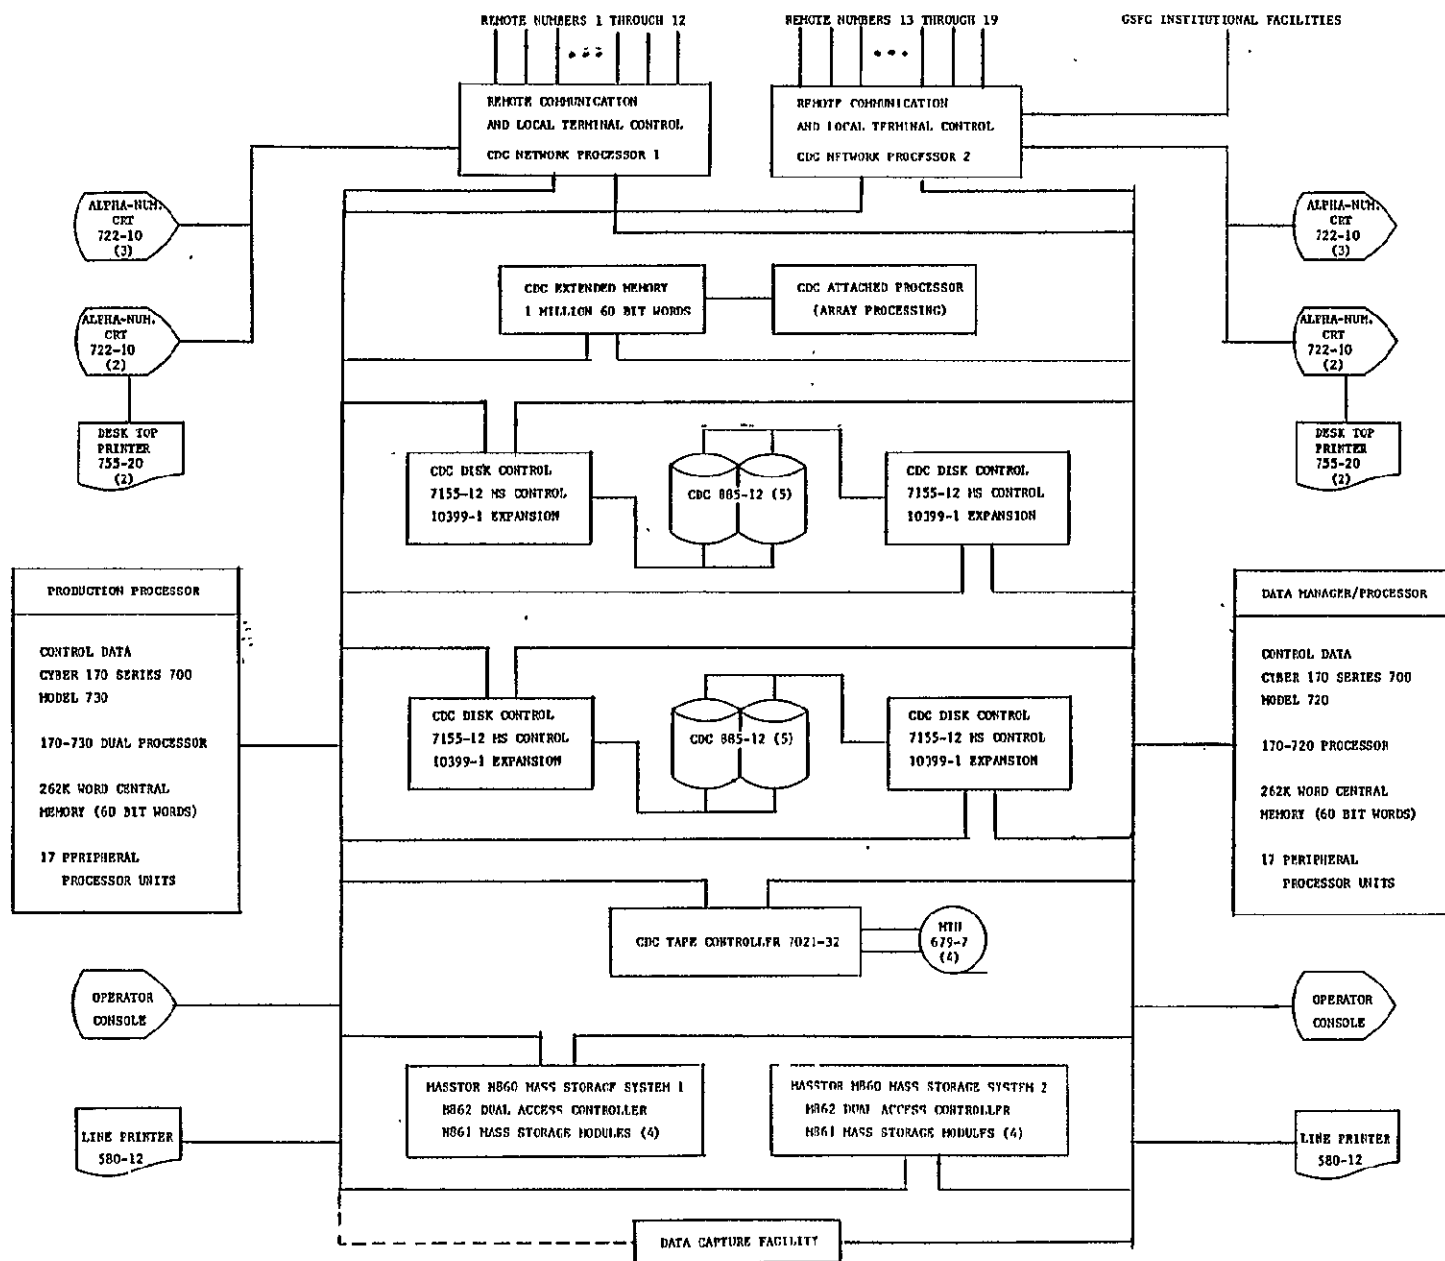 REMOTE NUMBERS 1 THROUGH 12
REMOTE NUMBERS 13 THROUGH 19
GSFC INSTITUTIONAL FACILITIES
REMOTE COMMUNICATION
AND LOCAL TERMINAL CONTROL
CDC NETWORK PROCESSOR 1
REMOTE COMMUNICATION
AND LOCAL TERMINAL CONTROL
CDC NETWORK PROCESSOR 2
ALPHA-NUM.
CRT
722-10
(3)
ALPHA-NUM.
CRT
722-10
(3)
CDC EXTENDED MEMORY
1 MILLION 60 BIT WORDS
CDC ATTACHED PROCESSOR
(ARRAY PROCESSING)
ALPHA-NUM.
CRT
722-10
(2)
ALPHA-NUM.
CRT
722-10
(2)
DESK TOP
PRINTER
755-20
(2)
DESK TOP
PRINTER
755-20
(2)
CDC DISK CONTROL
7155-12 MS CONTROL
10399-1 EXPANSION
CDC 885-12 (5)
CDC DISK CONTROL
7155-12 MS CONTROL
10399-1 EXPANSION
PRODUCTION PROCESSOR
CONTROL DATA
CYBER 170 SERIES 700
MODEL 730
170-730 DUAL PROCESSOR
262K WORD CENTRAL
MEMORY (60 BIT WORDS)
17 PERIPHERAL
PROCESSOR UNITS
DATA MANAGER/PROCESSOR
CONTROL DATA
CYBER 170 SERIES 700
MODEL 720
170-720 PROCESSOR
262K WORD CENTRAL
MEMORY (60 BIT WORDS)
17 PERIPHERAL
PROCESSOR UNITS
CDC DISK CONTROL
7155-12 MS CONTROL
10399-1 EXPANSION
CDC 885-12 (5)
CDC DISK CONTROL
7155-12 MS CONTROL
10399-1 EXPANSION
CDC TAPE CONTROLLER 7021-32
MTU
679-7
(4)
OPERATOR
CONSOLE
OPERATOR
CONSOLE
MASSTOR M860 MASS STORAGE SYSTEM 1
M862 DUAL ACCESS CONTROLLER
M861 MASS STORAGE MODULES (4)
MASSTOR M860 MASS STORAGE SYSTEM 2
M862 DUAL ACCESS CONTROLLER
M861 MASS STORAGE MODULES (4)
LINE PRINTER
580-12
LINE PRINTER
580-12
DATA CAPTURE FACILITY